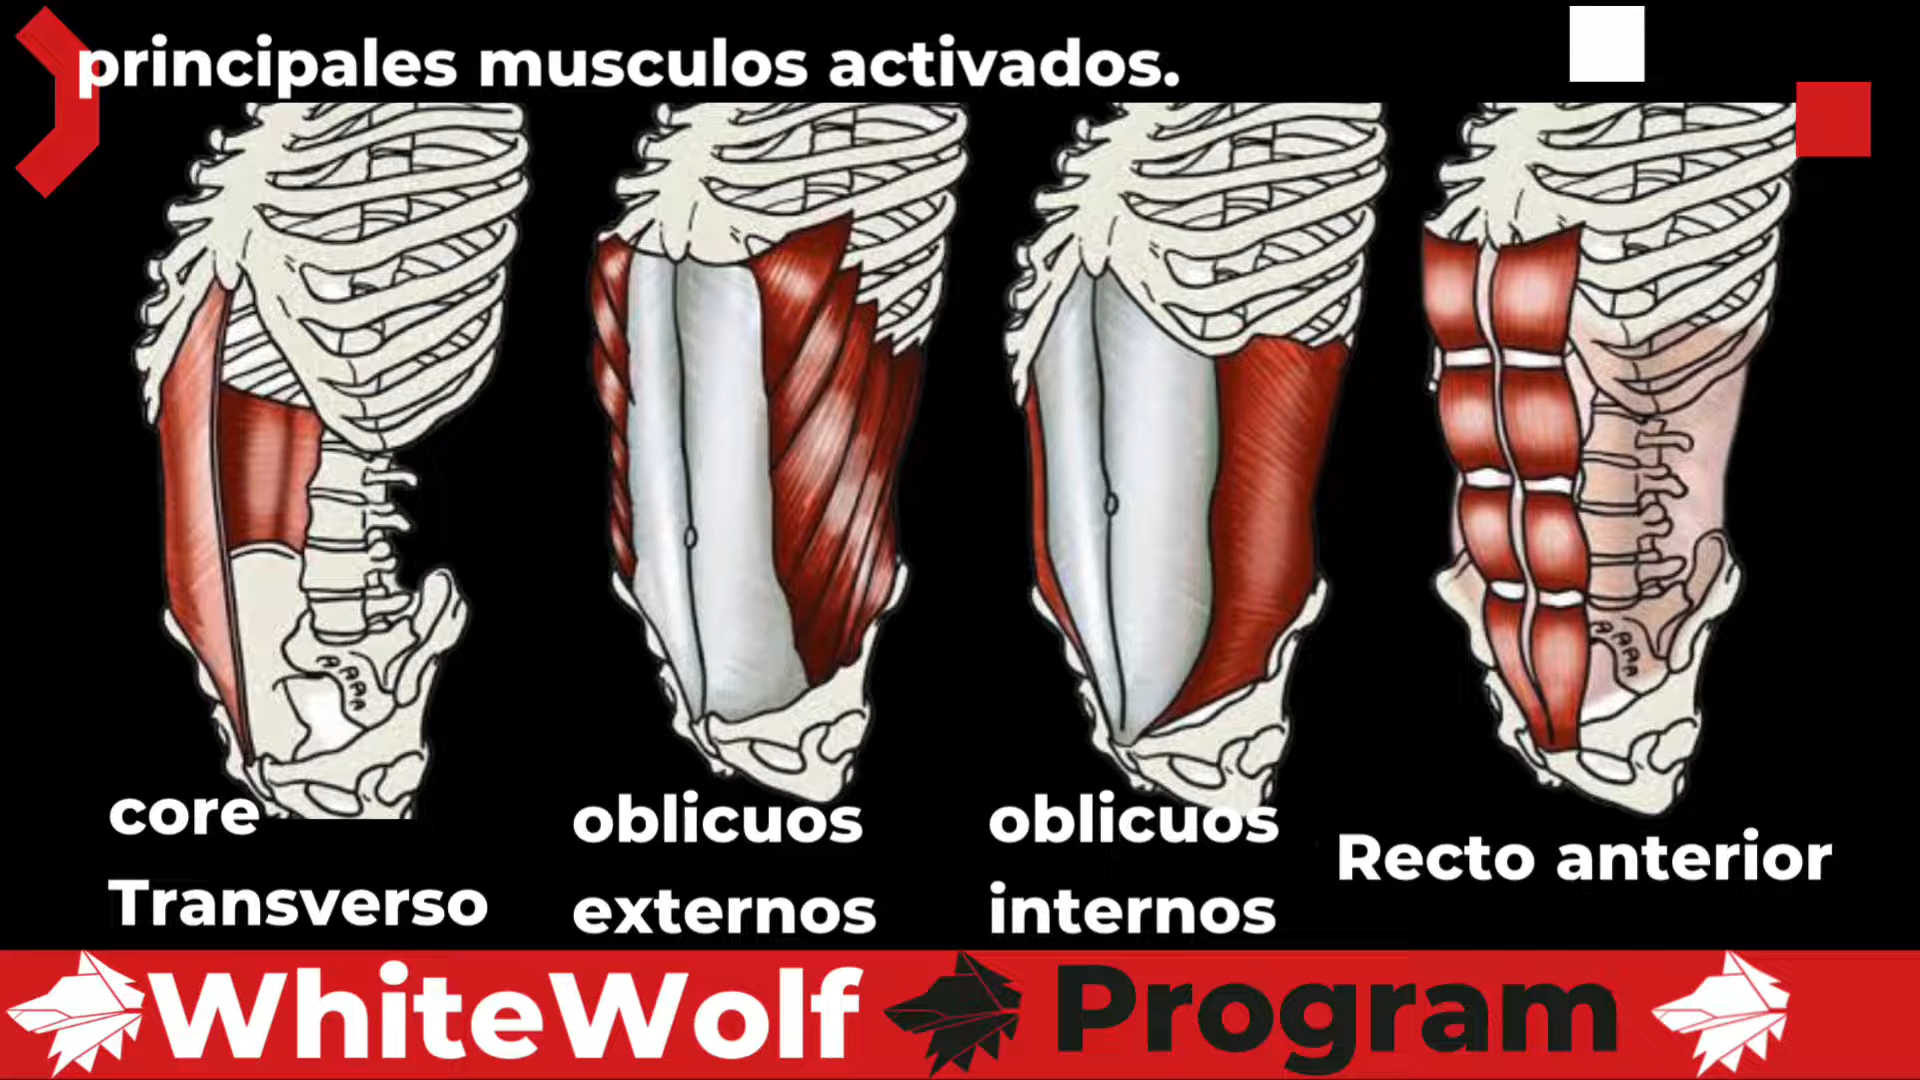 principales musculos activados.
core
Transverso
oblicuos
externos
oblicuos
internos
Recto anterior
WhiteWolf Program